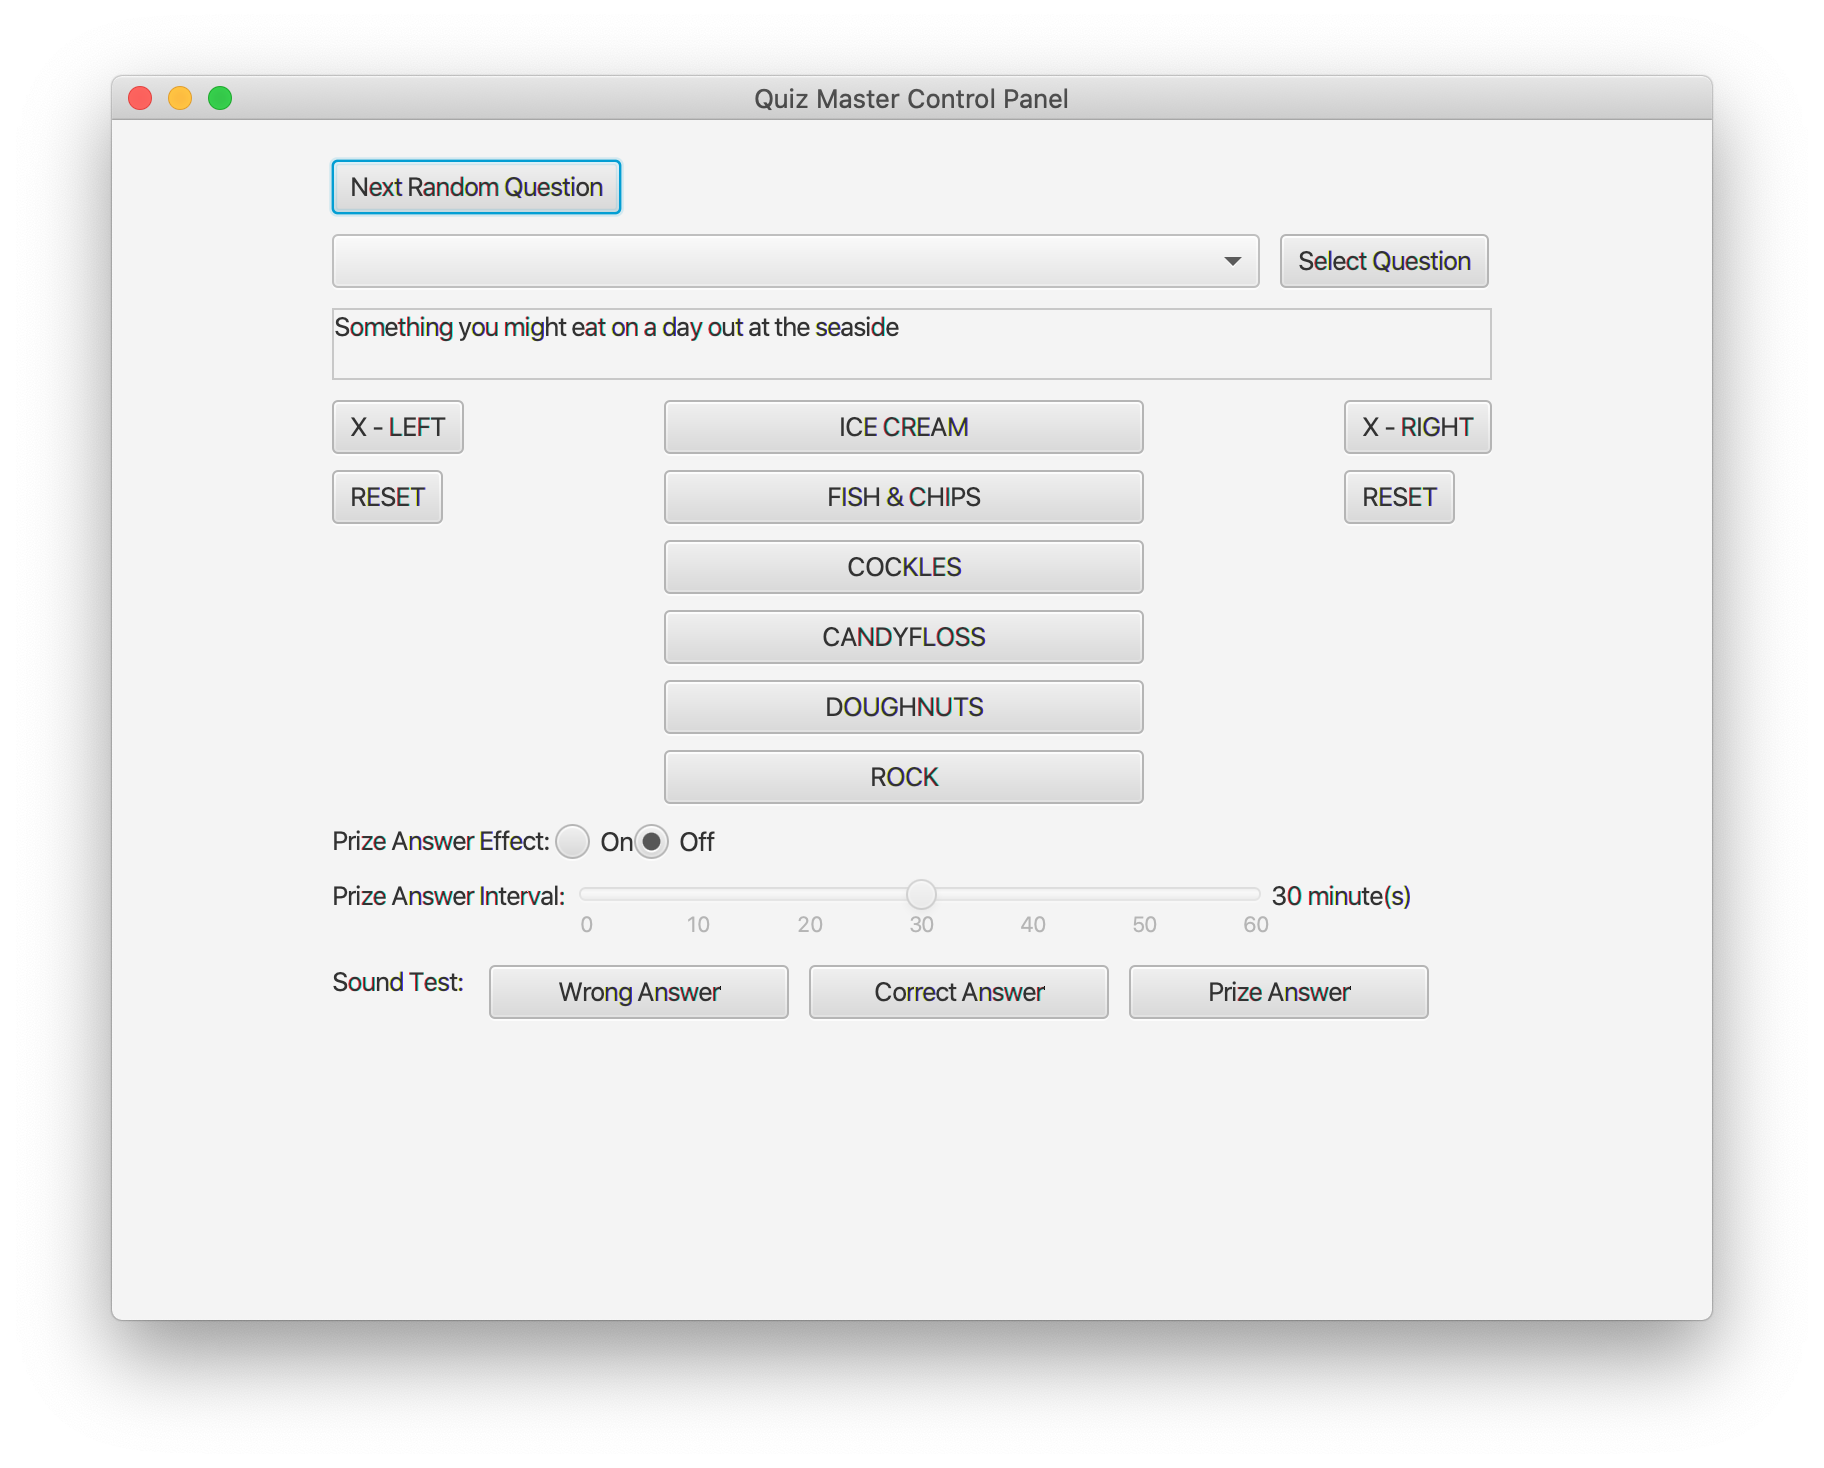 Quiz Master Control Panel
Next Random Question
Select Question
Something you might eat on a day out at the seaside
X - LEFT ICE CREAM X - RIGHT
RESET FISH & CHIPS RESET
COCKLES
CANDYFLOSS
DOUGHNUTS
ROCK
Prize Answer Effect: On Off
Prize Answer Interval: 30 minute(s)
0 10 20 30 40 50 60
Sound Test: Wrong Answer Correct Answer Prize Answer